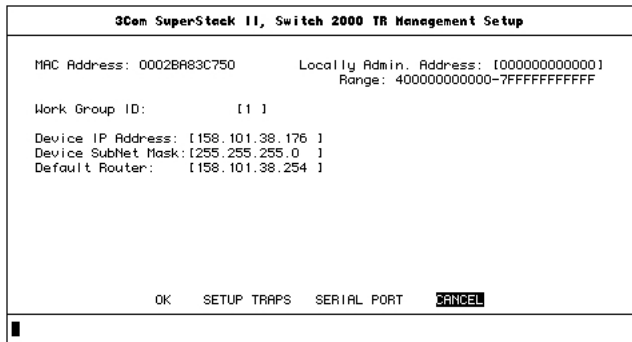 3Com SuperStack II, Switch 2000 TR Management Setup
MAC Address: 0002BA83C750 Locally Admin. Address: [000000000000]
Range: 400000000000-7FFFFFFFFFFF
Work Group ID: [1 ]
Device IP Address: [158.101.38.176 ]
Device SubNet Mask:[255.255.255.0 ]
Default Router: [158.101.38.254 ]
OK SETUP TRAPS SERIAL PORT CANCEL